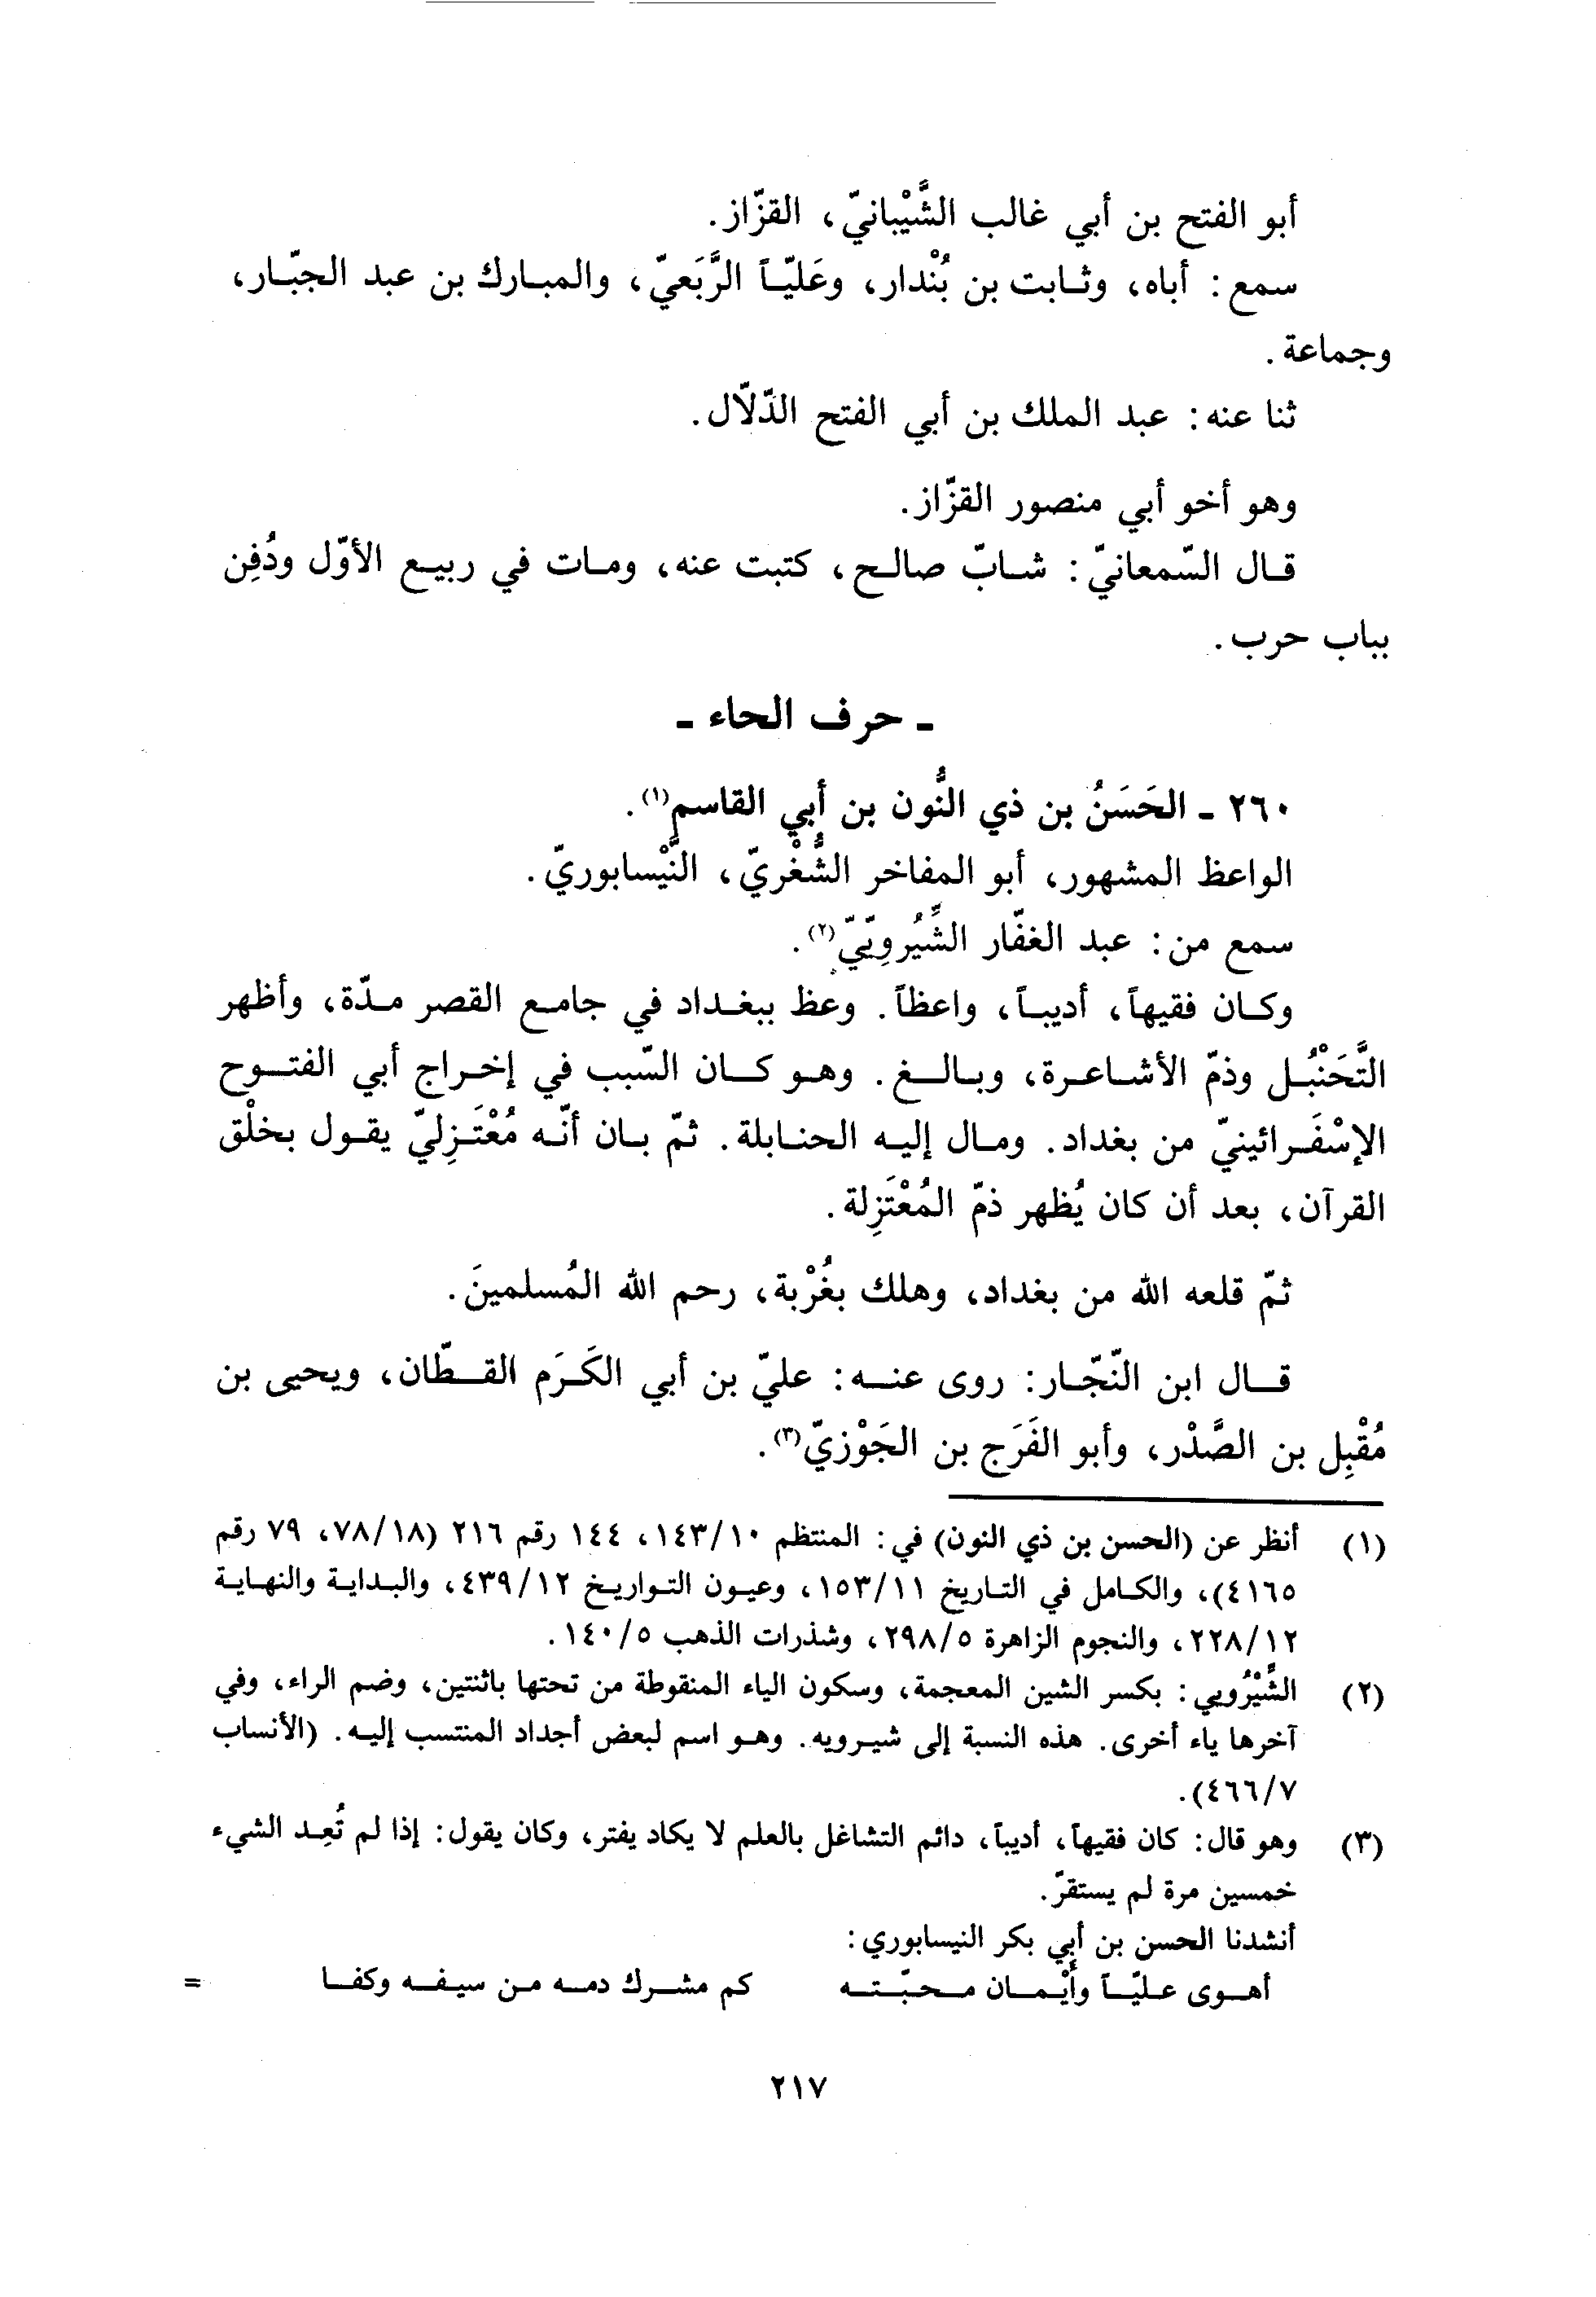 أبو الفتح بن أبي غالب الشَّيْبانيّ، القزّاز.
سمع: أباه، وثابت بن بُنْدار، وعَليّاً الرَّبَعيّ، والمبارك بن عبد الجبّار،
وجماعة.
ثنا عنه: عبد الملك بن أبي الفتح الدّلّال.
وهو أخو أبي منصور القزّاز.
قال السّمعانيّ: شابّ صالح، كتبت عنه، ومات في ربيع الأوّل ودُفِن
بباب حرب.
ـ حرف الحاء ـ
٢٦٠ ـ الحَسَنُ بن ذي النُّون بن أبي القاسم(١).
الواعظ المشهور، أبو المفاخر الشُّغْريّ، النَّيْسابوريّ.
سمع من: عبد الغفّار الشِّيُرويّيّ(٢).
وكان فقيهاً، أديباً، واعظاً. وعظ ببغداد في جامع القصر مدّة، وأظهر
التَّحَنْبُل وذمّ الأشاعرة، وبالغ. وهو كان السّبب في إخراج أبي الفتوح
الإسْفَرائينيّ من بغداد. ومال إليه الحنابلة. ثمّ بان أنّه مُعْتَزِليّ يقول بخلْق
القرآن، بعد أن كان يُظهر ذمّ المُعْتَزِلة.
ثمّ قلعه الله من بغداد، وهلك بغُرْبة، رحم الله المُسلمينَ.
قال ابن النّجّار: روى عنه: عليّ بن أبي الكَرَم القطّان، ويحيى بن
مُقْبِل بن الصَّدْر، وأبو الفَرَج بن الجَوْزيّ(٣).
(١) أنظر عن (الحسن بن ذي النون) في: المنتظم ١٤٣/١٠، ١٤٤ رقم ٢١٦ (٧٨/١٨، ٧٩ رقم
٤١٦٥)، والكامل في التاريخ ١٥٣/١١، وعيون التواريخ ٤٣٩/١٢، والبداية والنهاية
٢٢٨/١٢، والنجوم الزاهرة ٢٩٨/٥، وشذرات الذهب ١٤٠/٥.
(٢) الشِّيْرُويي: بكسر الشين المعجمة، وسكون الياء المنقوطة من تحتها باثنتين، وضم الراء، وفي
آخرها ياء أخرى. هذه النسبة إلى شيرويه. وهو اسم لبعض أجداد المنتسب إليه. (الأنساب
٤٦٦/٧).
(٣) وهو قال: كان فقيهاً، أديباً، دائم التشاغل بالعلم لا يكاد يفتر، وكان يقول: إذا لم تُعِد الشيء
خمسين مرة لم يستقرّ.
أنشدنا الحسن بن أبي بكر النيسابوري:
أهوى عليّاً وأَيْمان محبّته كم مشرك دمه من سيفه وكفا =
٢١٧